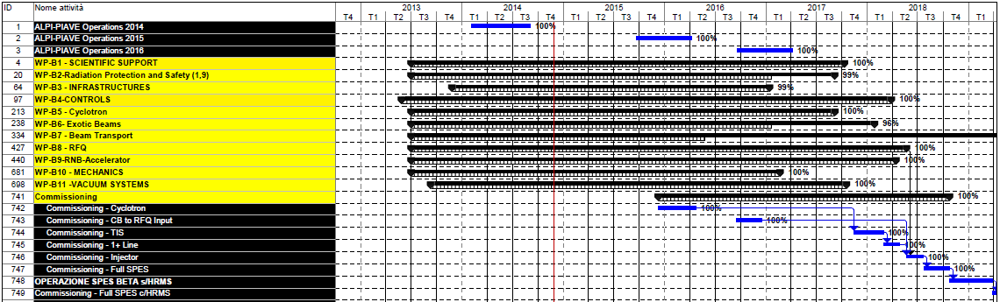 ID Nome attività 2013 2014 2015 2016 2017 2018
T4 T1 T2 T3 T4 T1 T2 T3 T4 T1 T2 T3 T4 T1 T2 T3 T4 T1 T2 T3 T4 T1 T2 T3 T4 T1
1 ALPI-PIAVE Operations 2014 100%
2 ALPI-PIAVE Operations 2015 100%
3 ALPI-PIAVE Operations 2016 100%
4 WP-B1 - SCIENTIFIC SUPPORT 100%
20 WP-B2-Radiation Protection and Safety (1,9) 99%
64 WP-B3 - INFRASTRUCTURES 99%
97 WP-B4-CONTROLS 100%
213 WP-B5 - Cyclotron 100%
238 WP-B6- Exotic Beams 96%
334 WP-B7 - Beam Transport
427 WP-B8 - RFQ 100%
440 WP-B9-RNB-Accelerator 100%
681 WP-B10 - MECHANICS 100%
698 WP-B11 -VACUUM SYSTEMS 100%
741 Commissioning 100%
742 Commissioning - Cyclotron 100%
743 Commissioning - CB to RFQ Input 100%
744 Commissioning - TIS 100%
745 Commissioning - 1+ Line 100%
746 Commissioning - Injector 100%
747 Commissioning - Full SPES 100%
748 OPERAZIONE SPES BETA s/HRMS
749 Commissioning - Full SPES c/HRMS